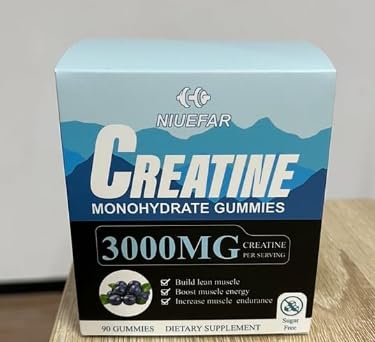 NIUEFAR
CREATINE
MONOHYDRATE GUMMIES
3000MG CREATINE
PER SERVING
Build lean muscle
Boost muscle energy
Increase muscle endurance
Sugar
Free
90 GUMMIES DIETARY SUPPLEMENT